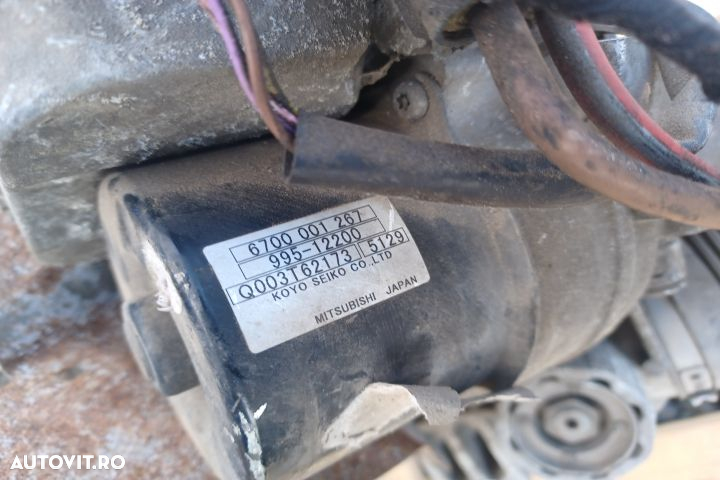 6700 001 267
995-12200
Q003T62173 5129
KOYO SEIKO CO.,LTD
MITSUBISHI JAPAN
AUTOVIT.RO